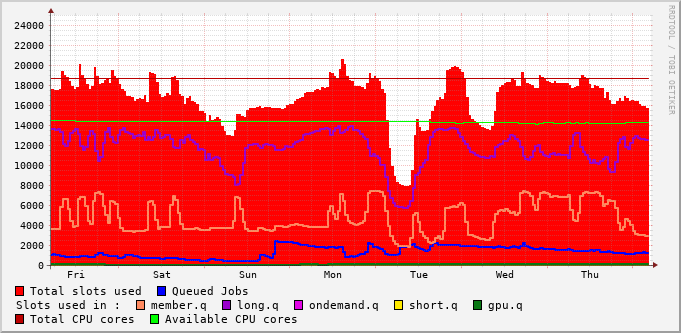 RRDTOOL / TOBI OETIKER
24000
22000
20000
18000
16000
14000
12000
10000
8000
6000
4000
2000
0
Fri Sat Sun Mon Tue Wed Thu
Total slots used Queued Jobs
Slots used in : member.q long.q ondemand.q short.q gpu.q
Total CPU cores Available CPU cores